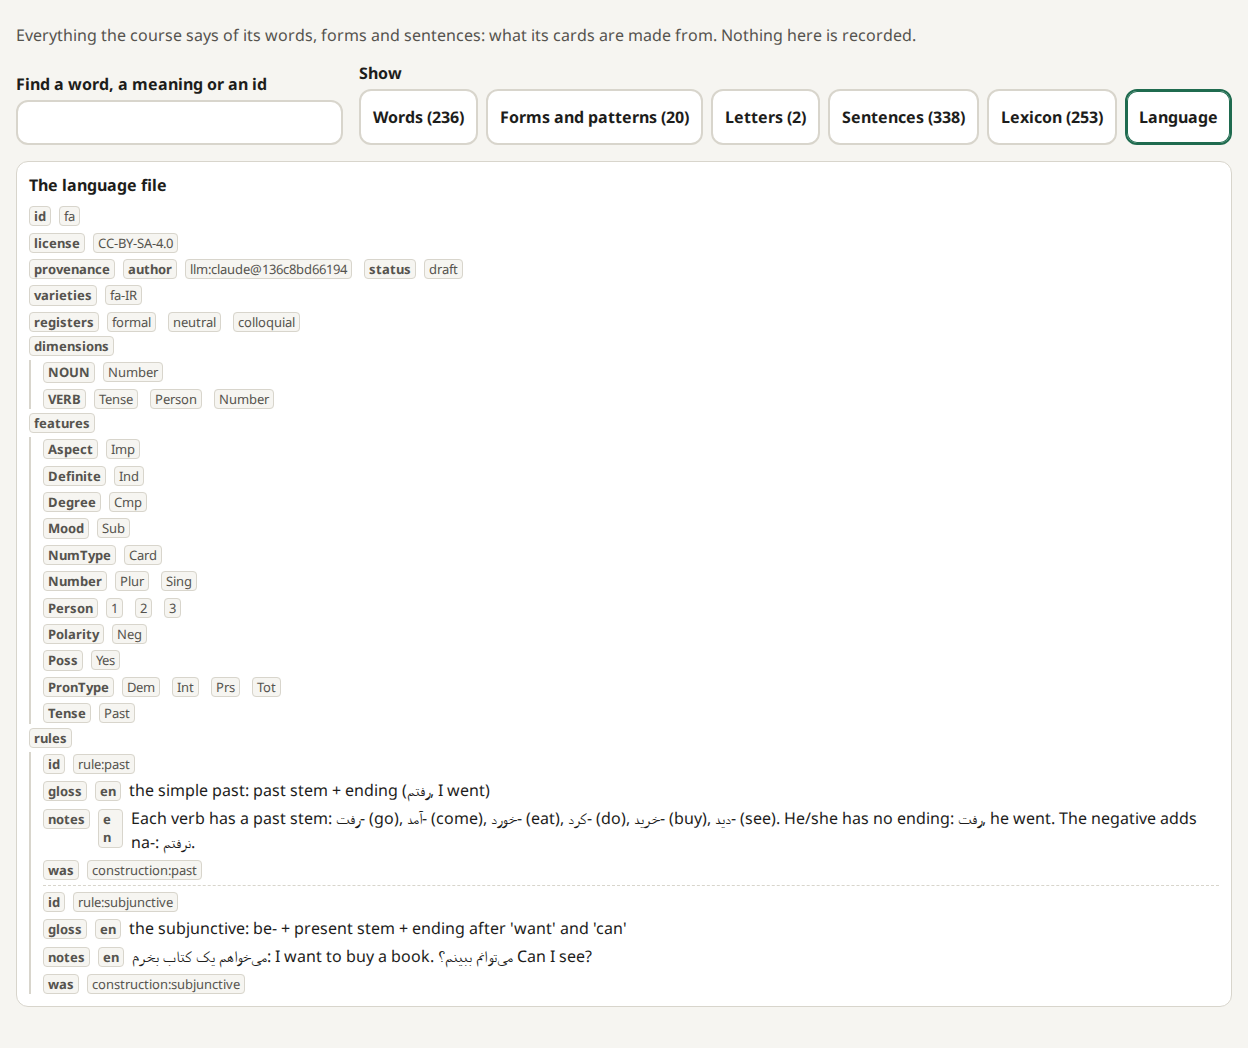 Everything the course says of its words, forms and sentences: what its cards are made from. Nothing here is recorded.
Find a word, a meaning or an id
Show
Words (236) Forms and patterns (20) Letters (2) Sentences (338) Lexicon (253) Language
The language file
id fa
license CC-BY-SA-4.0
provenance author llm:claude@136c8bd66194 status draft
varieties fa-IR
registers formal neutral colloquial
dimensions
NOUN Number
VERB Tense Person Number
features
Aspect Imp
Definite Ind
Degree Cmp
Mood Sub
NumType Card
Number Plur Sing
Person 1 2 3
Polarity Neg
Poss Yes
PronType Dem Int Prs Tot
Tense Past
rules
id rule:past
gloss en the simple past: past stem + ending (رفتم, I went)
notes en Each verb has a past stem: رفت- (go), آمد- (come), خورد- (eat), کرد- (do), خرید- (buy), دید- (see). He/she has no ending: رفت, he went. The negative adds
na-: نرفتم.
was construction:past
id rule:subjunctive
gloss en the subjunctive: be- + present stem + ending after 'want' and 'can'
notes en می‌خواهم یک کتاب بخرم: I want to buy a book. می‌توانم ببینم؟ Can I see?
was construction:subjunctive